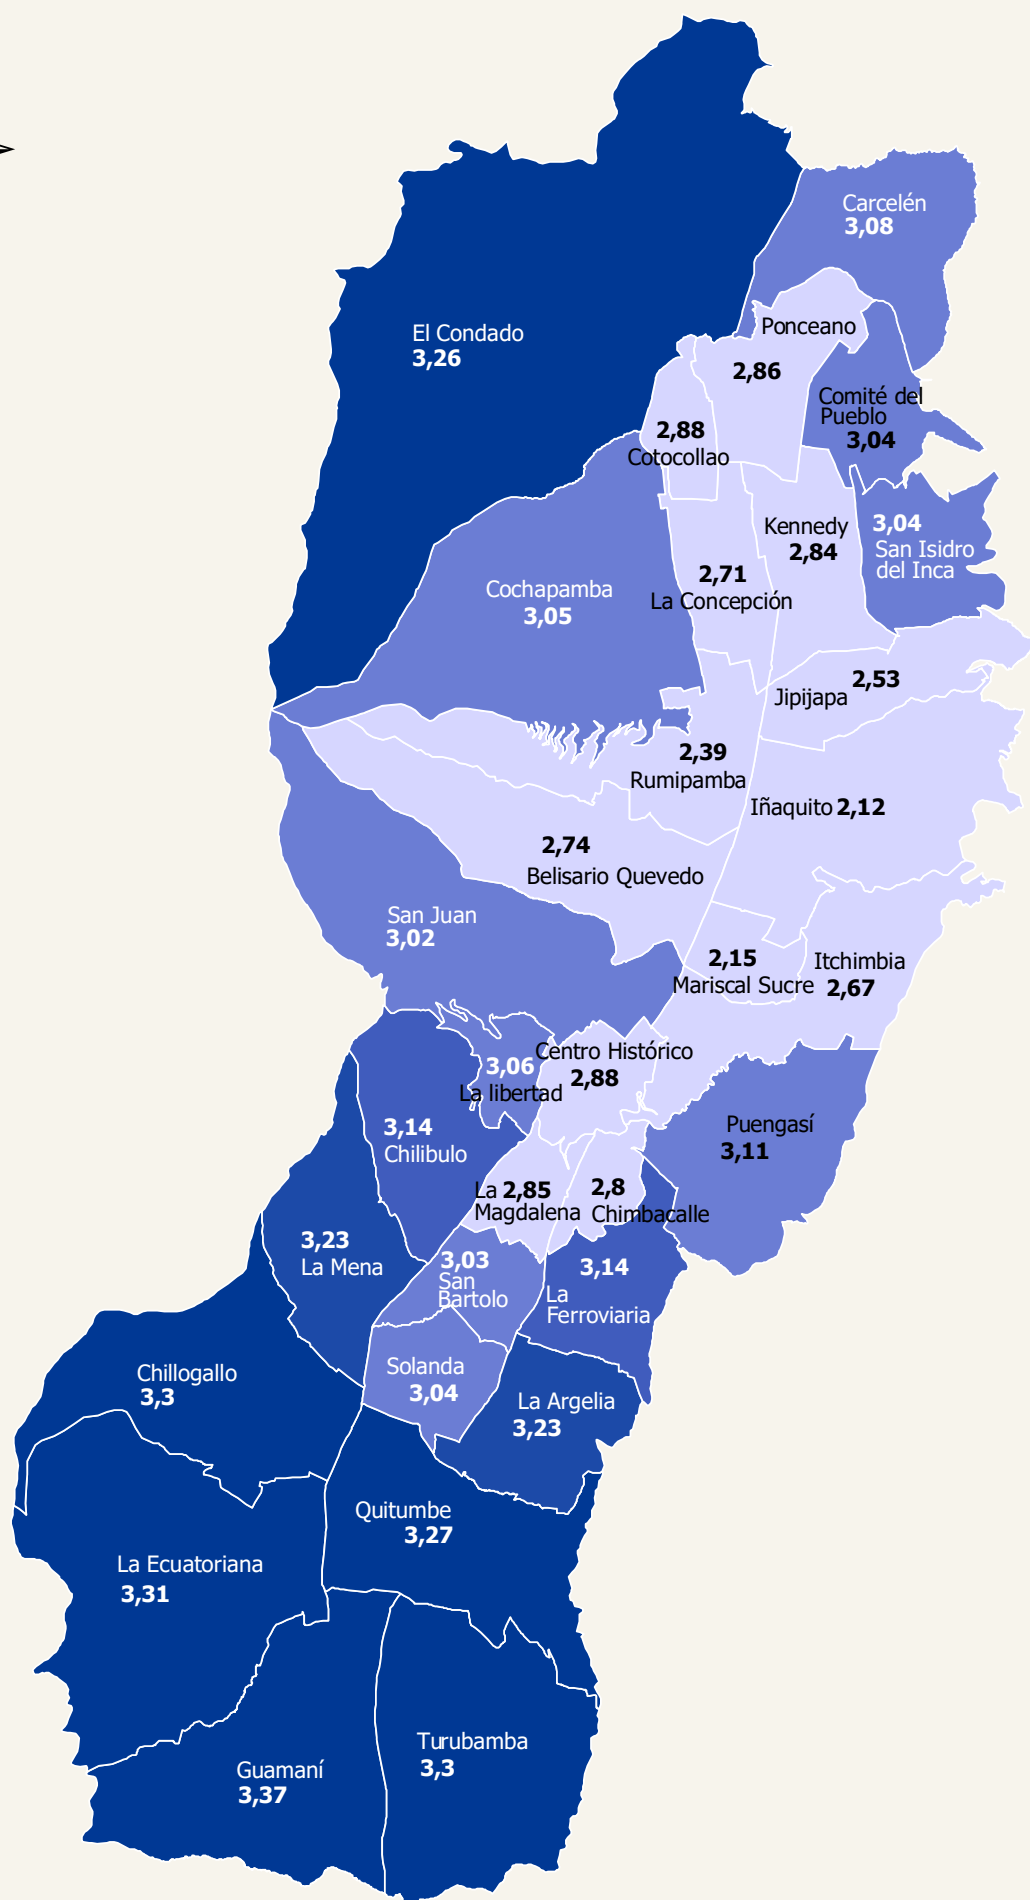 Carcelén
3,08
Ponceano
2,86
El Condado
3,26
Comité del
Pueblo
3,04
2,88
Cotocollao
Kennedy
2,84
3,04
San Isidro
del Inca
2,71
La Concepción
Cochapamba
3,05
2,53
Jipijapa
2,39
Rumipamba
Iñaquito 2,12
2,74
Belisario Quevedo
San Juan
3,02
2,15
Mariscal Sucre
Itchimbia
2,67
Centro Histórico
2,88
3,06
La libertad
3,14
Chilibulo
Puengasí
3,11
La 2,85
Magdalena
2,8
Chimbacalle
3,23
La Mena
3,03
San
Bartolo
3,14
La
Ferroviaria
Chillogallo
3,3
Solanda
3,04
La Argelia
3,23
Quitumbe
3,27
La Ecuatoriana
3,31
Turubamba
3,3
Guamaní
3,37